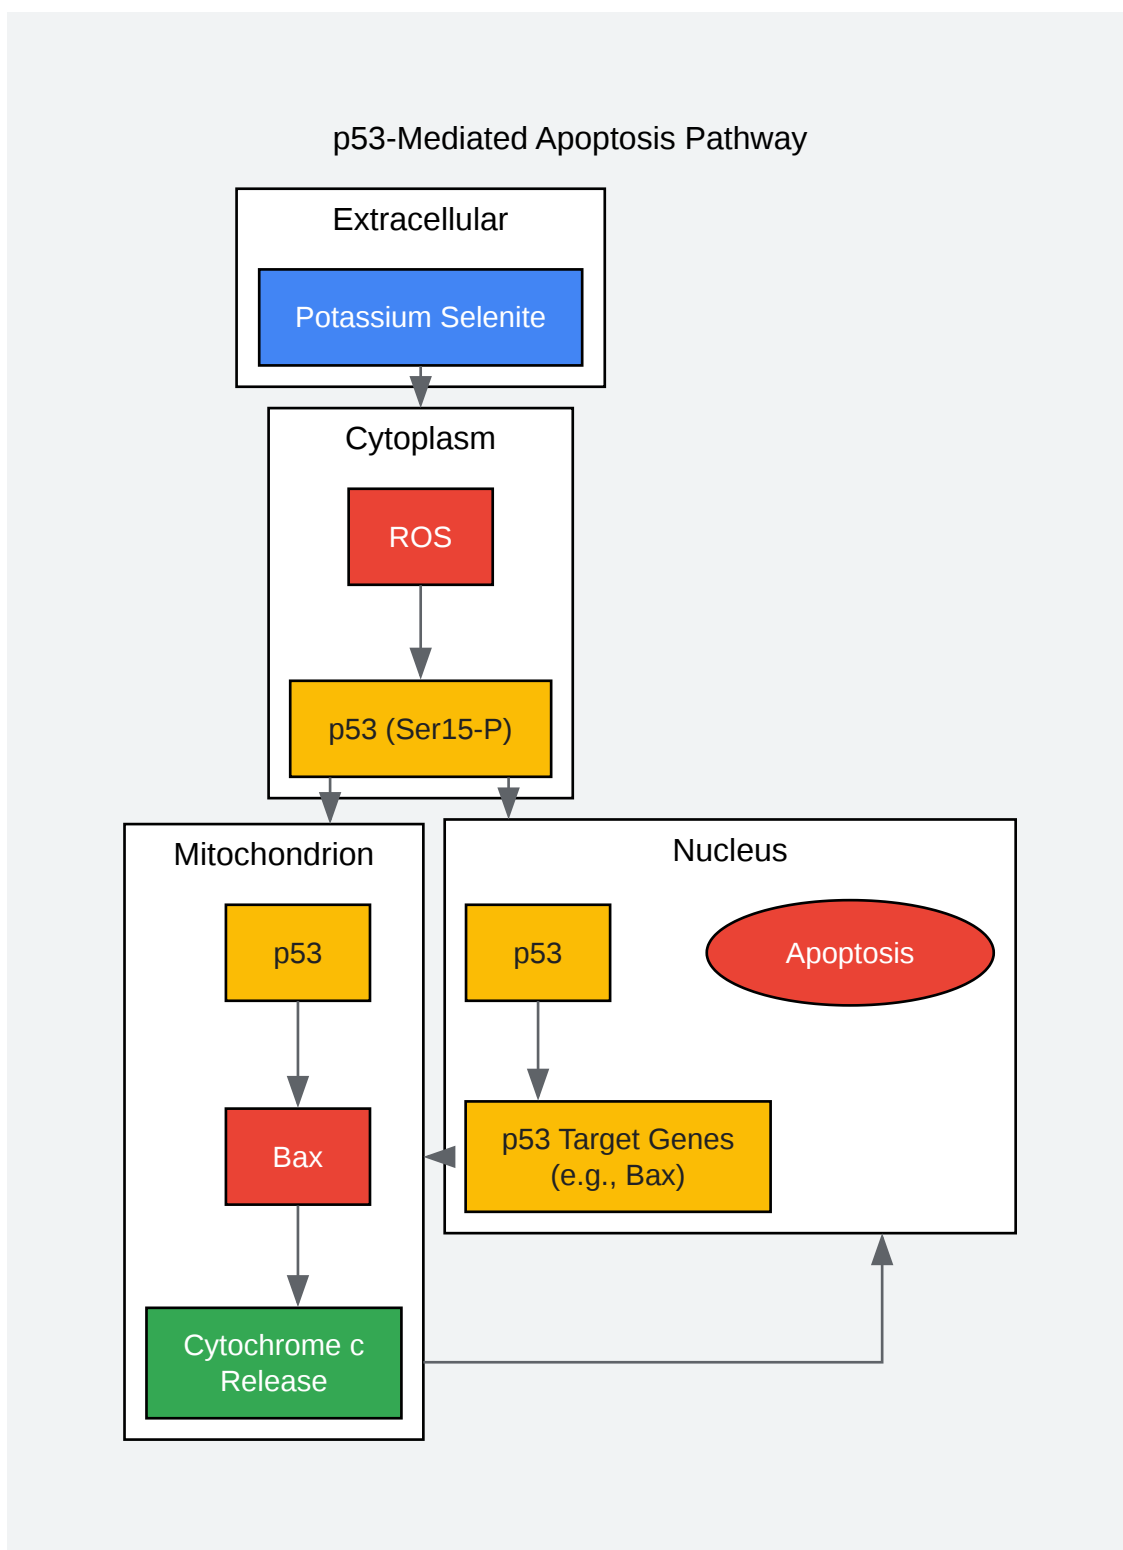 p53-Mediated Apoptosis Pathway
Extracellular
Potassium Selenite
Cytoplasm
ROS
p53 (Ser15-P)
Mitochondrion
p53
Bax
Cytochrome c
Release
Nucleus
p53
Apoptosis
p53 Target Genes
(e.g., Bax)